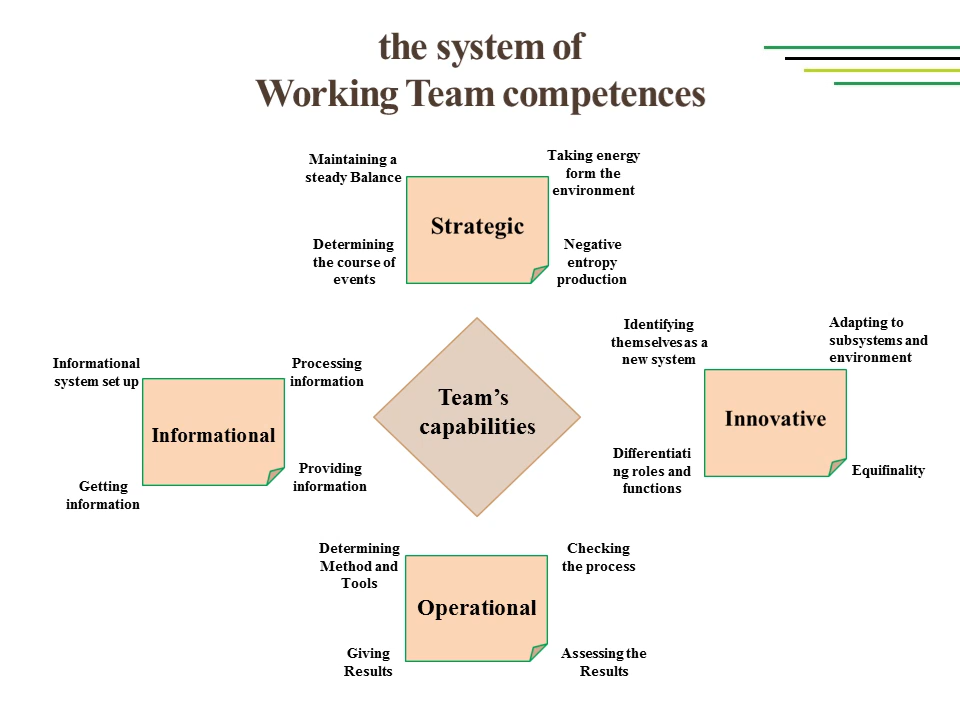 the system of
Working Team competences
Maintaining a
steady Balance
Taking energy
form the
environment
Strategic
Determining
the course of
events
Negative
entropy
production
Informational
system set up
Processing
information
Informational
Getting
information
Providing
information
Team's
capabilities
Identifying
themselves as a
new system
Adapting to
subsystems and
environment
Innovative
Differentiati
ng roles and
functions
Equifinality
Determining
Method and
Tools
Checking
the process
Operational
Giving
Results
Assessing the
Results